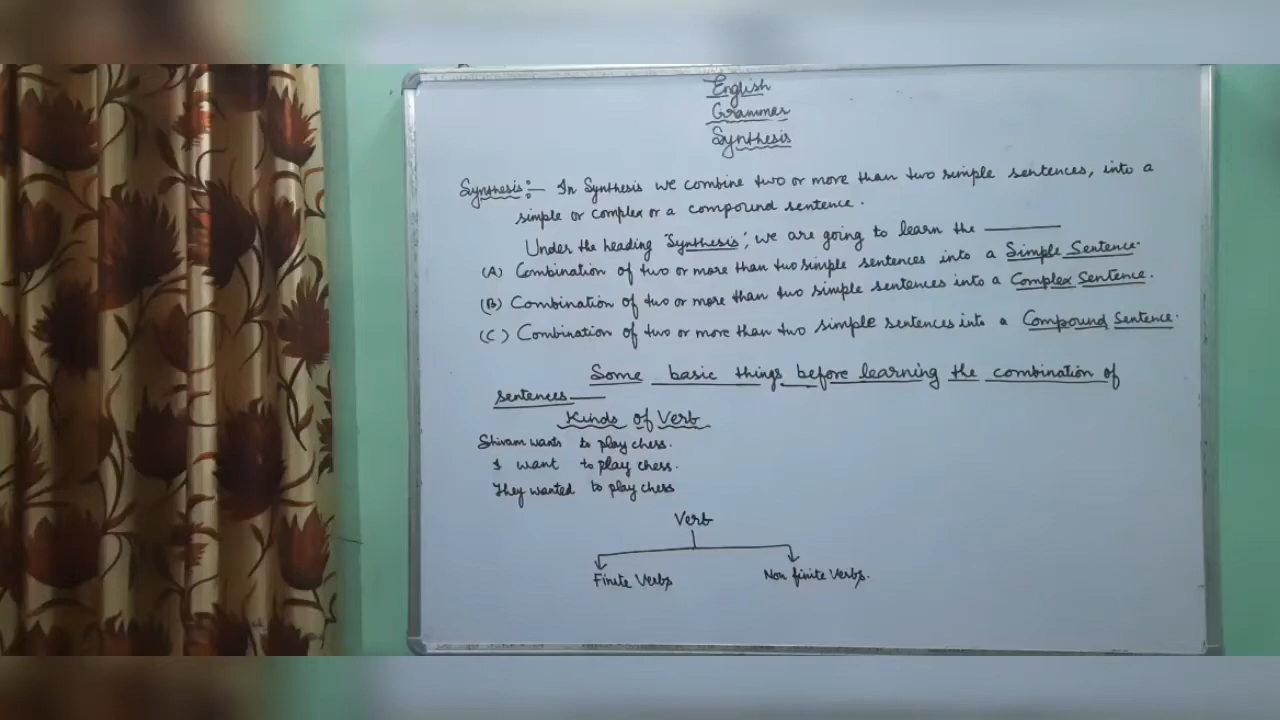 English
Grammer
Synthesis
Synthesis:- In Synthesis we combine two or more than two simple sentences, into a
simple or complex or a compound sentence.
Under the heading 'Synthesis', we are going to learn the ———
(A) Combination of two or more than two simple sentences into a Simple Sentence.
(B) Combination of two or more than two simple sentences into a Complex Sentence.
(C) Combination of two or more than two simple sentences into a Compound Sentence.
Some basic things before learning the combination of
sentences —
Kinds of Verb
Shivam wants to play chess.
I want to play chess.
They wanted to play chess
Verb
Finite Verbs
Non finite Verbs.